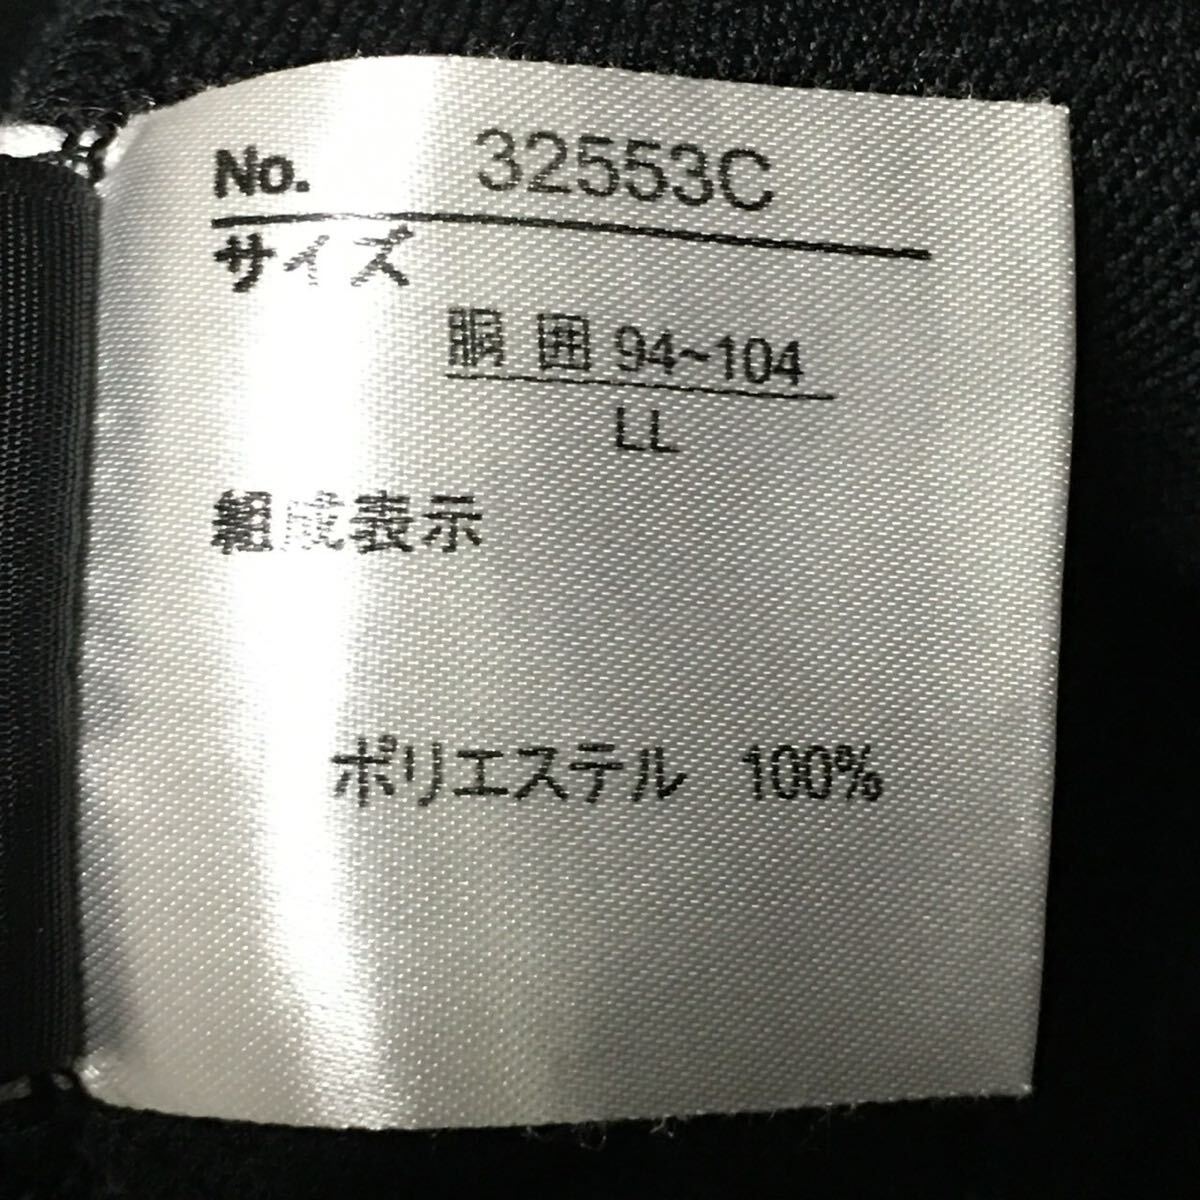 No. 32553C
サイズ
胴囲 94~104
LL
組成表示
ポリエステル 100%